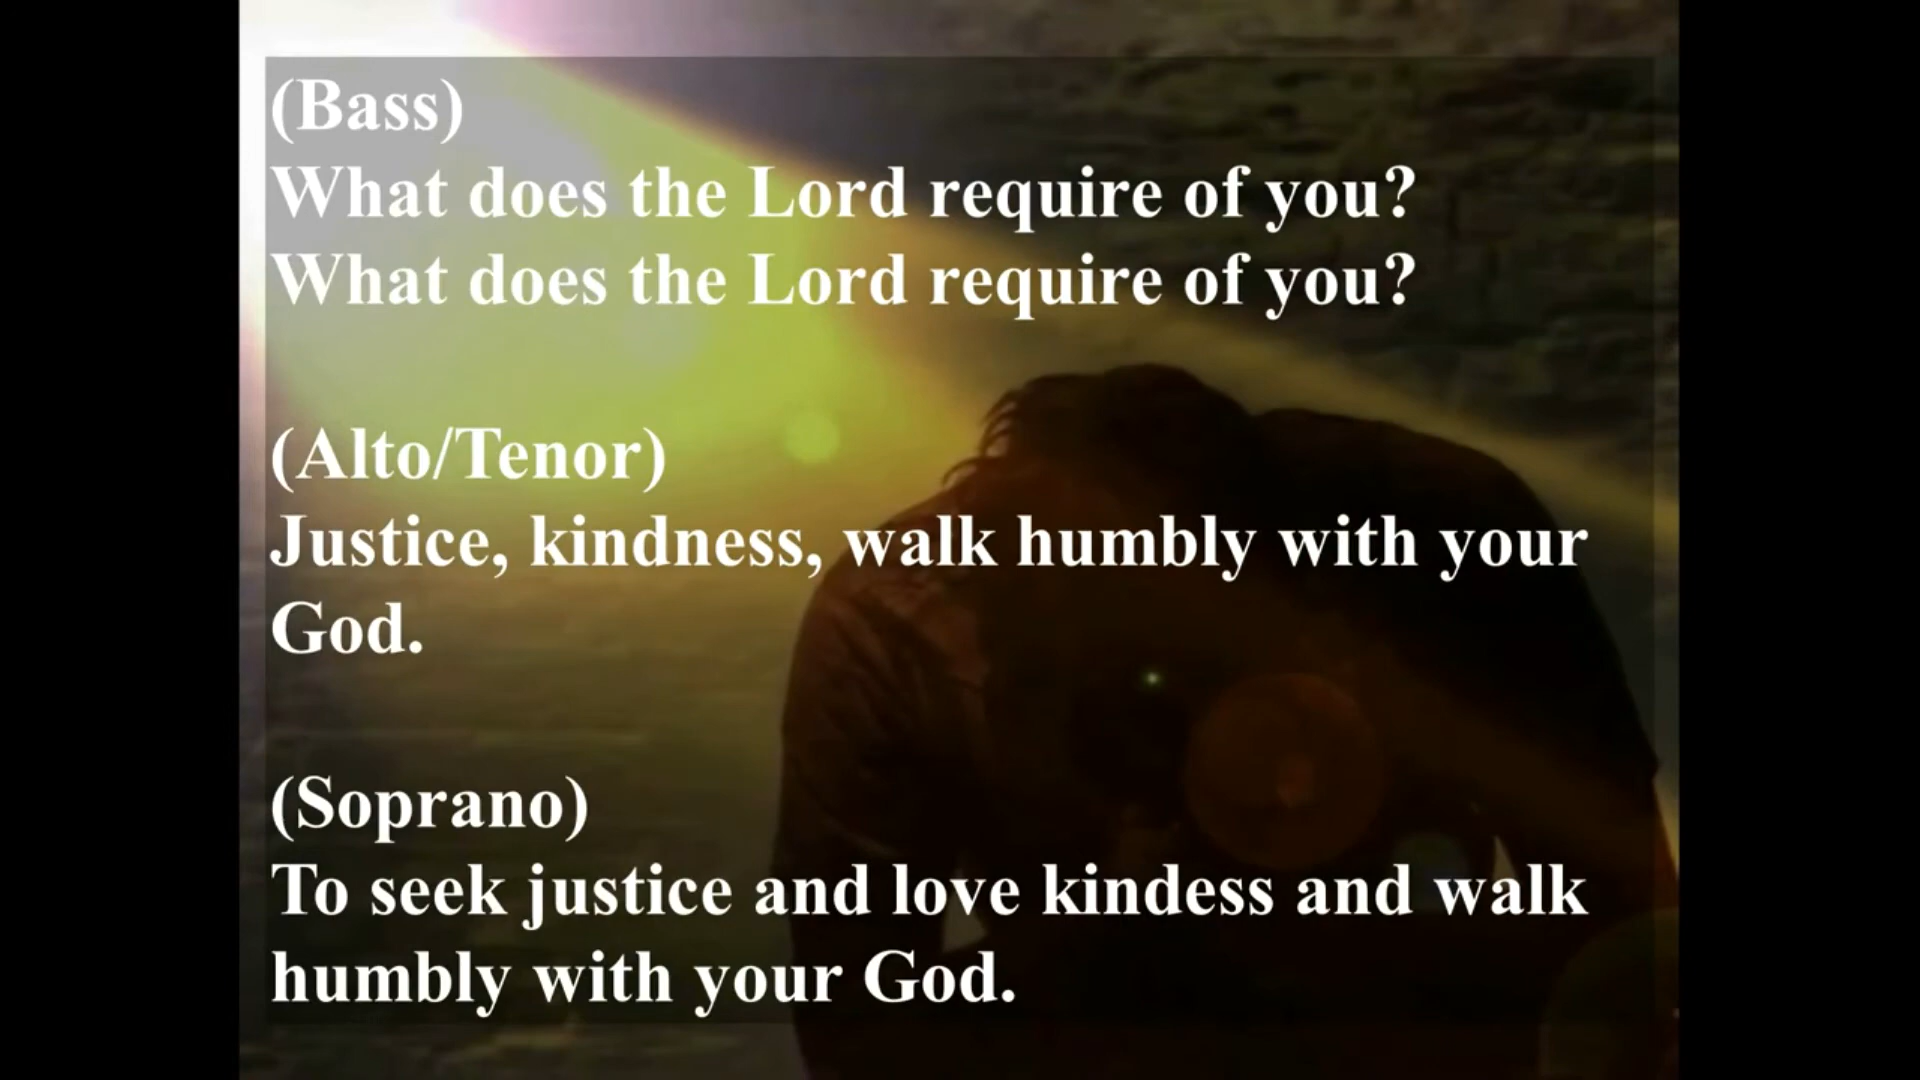 (Bass)
What does the Lord require of you?
What does the Lord require of you?
(Alto/Tenor)
Justice, kindness, walk humbly with your
God.
(Soprano)
To seek justice and love kindess and walk
humbly with your God.